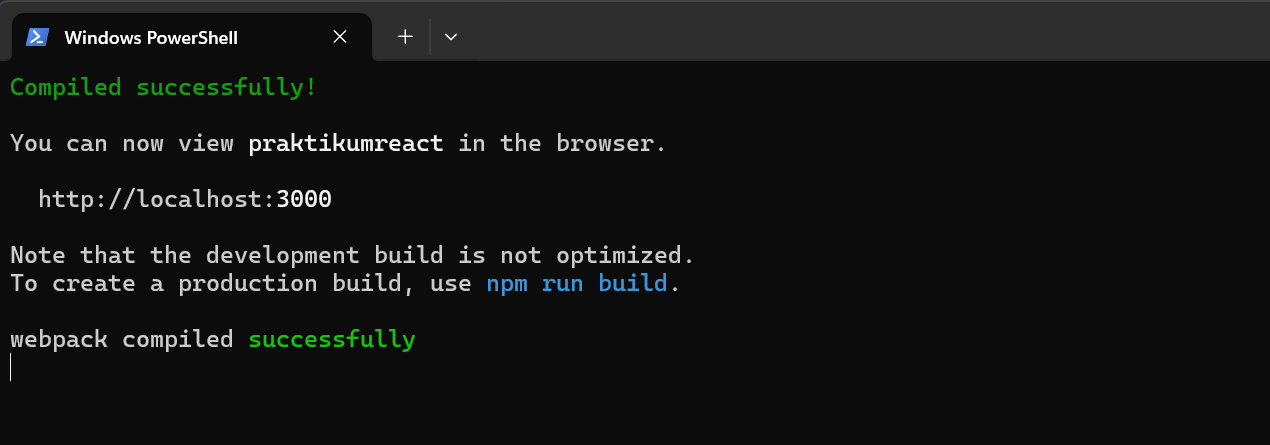 Windows PowerShell
Compiled successfully!
You can now view praktikumreact in the browser.
http://localhost:3000
Note that the development build is not optimized.
To create a production build, use npm run build.
webpack compiled successfully